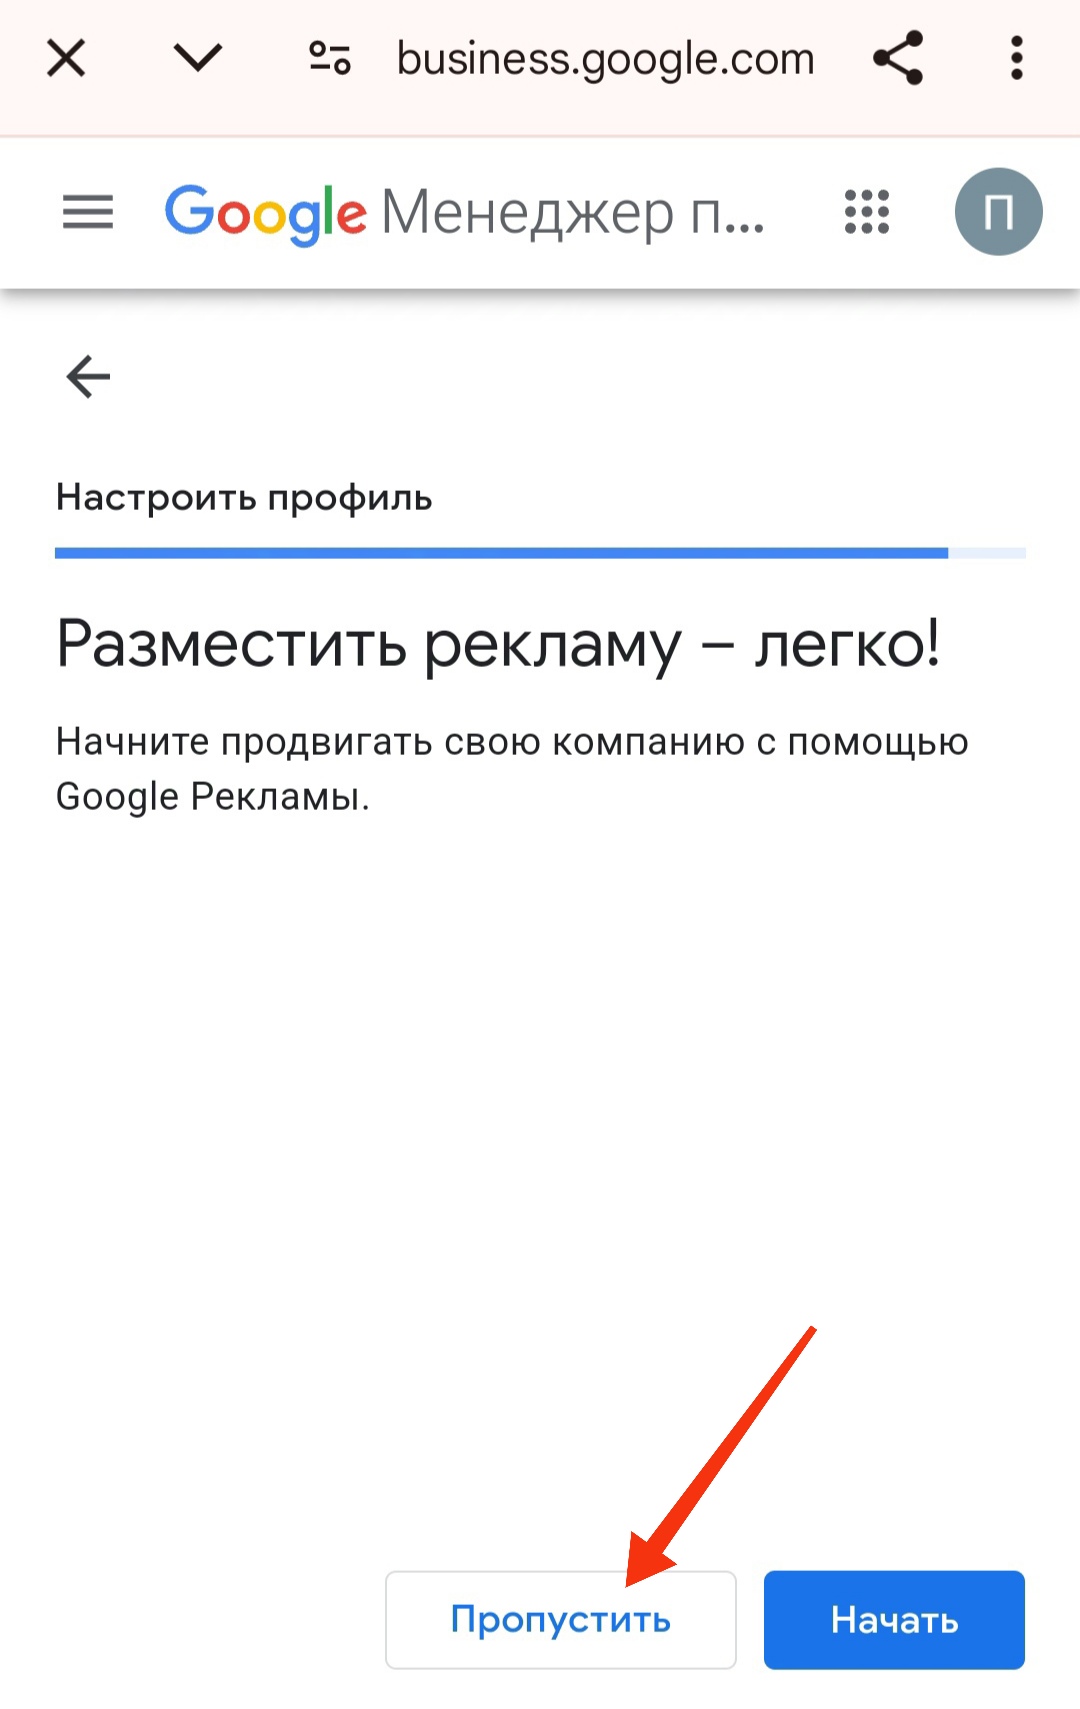 business.google.com
Google Менеджер п...
П
Настроить профиль
Разместить рекламу – легко!
Начните продвигать свою компанию с помощью
Google Рекламы.
Пропустить
Начать